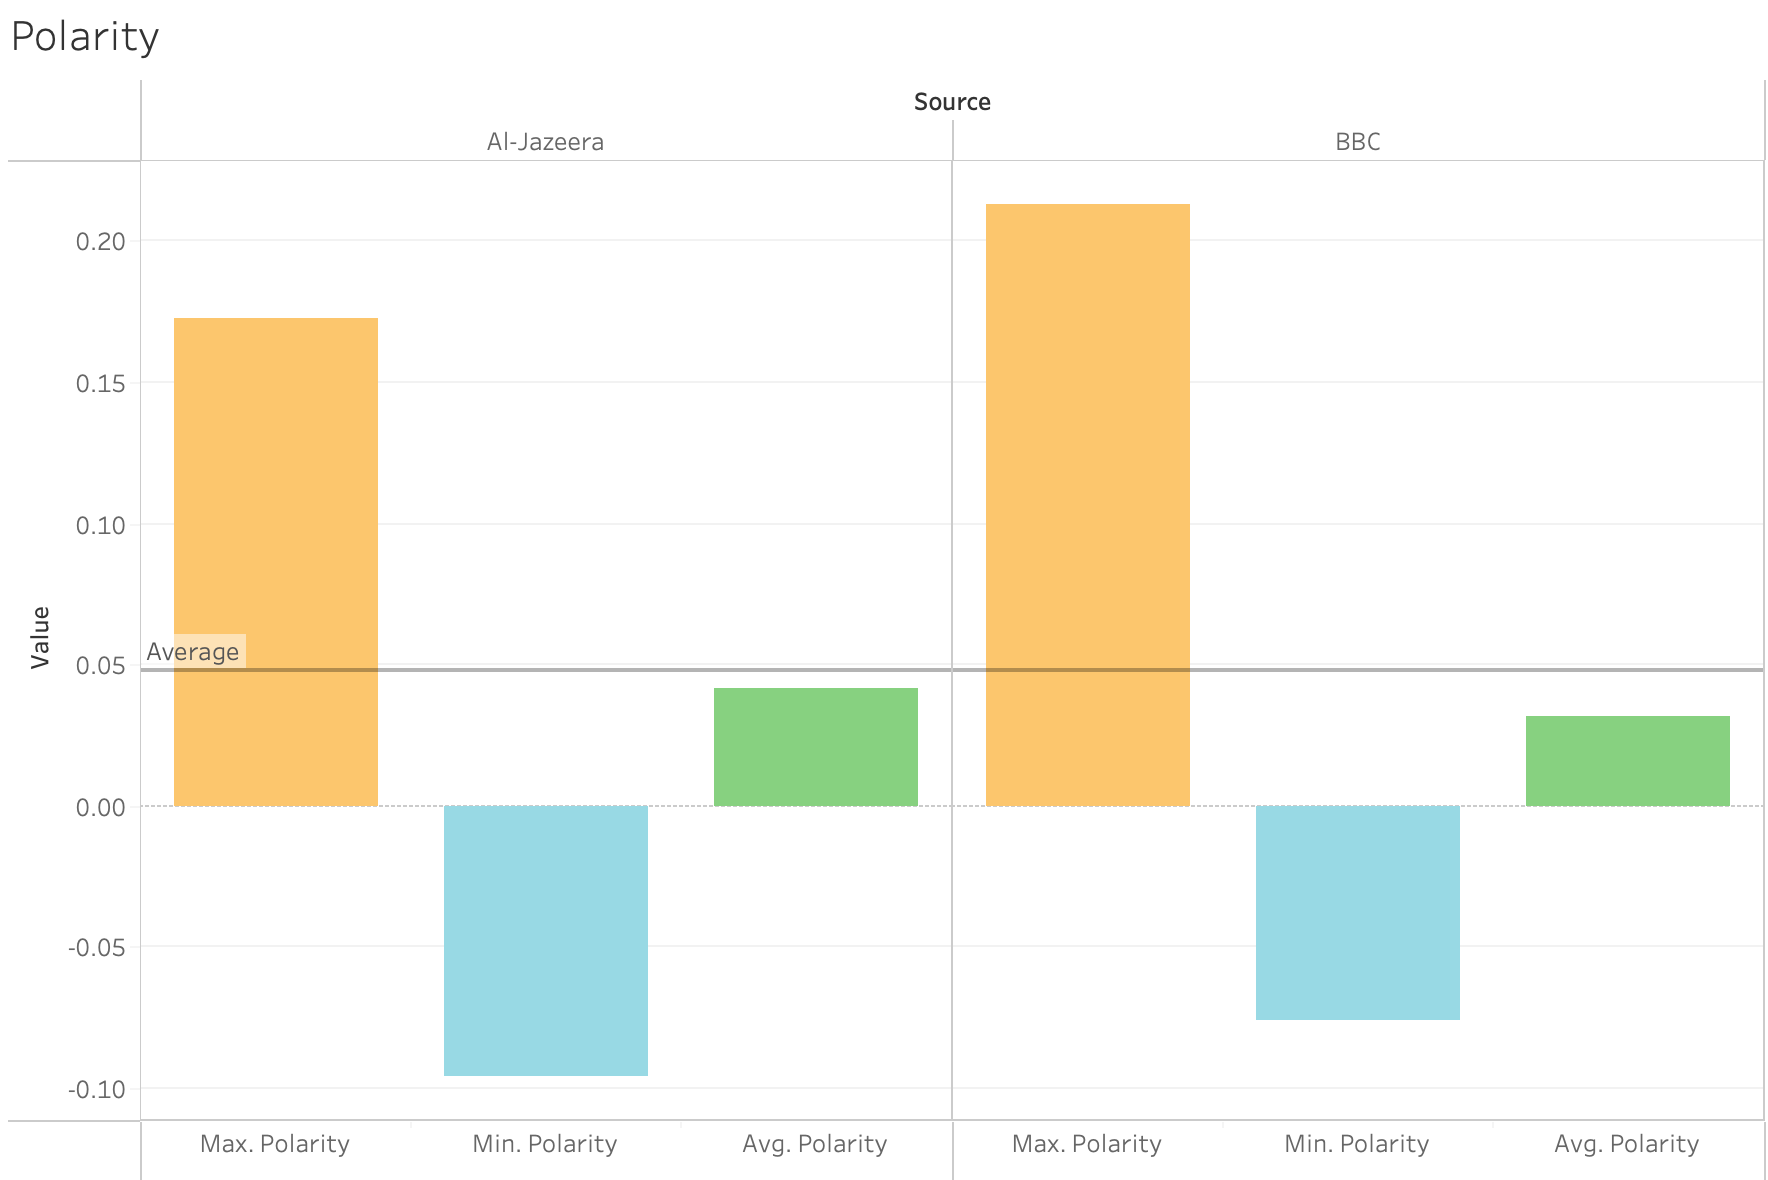 Polarity
Source
Al-Jazeera BBC
0.20
0.15
0.10
Value
Average
0.05
0.00
-0.05
-0.10
Max. Polarity Min. Polarity Avg. Polarity Max. Polarity Min. Polarity Avg. Polarity